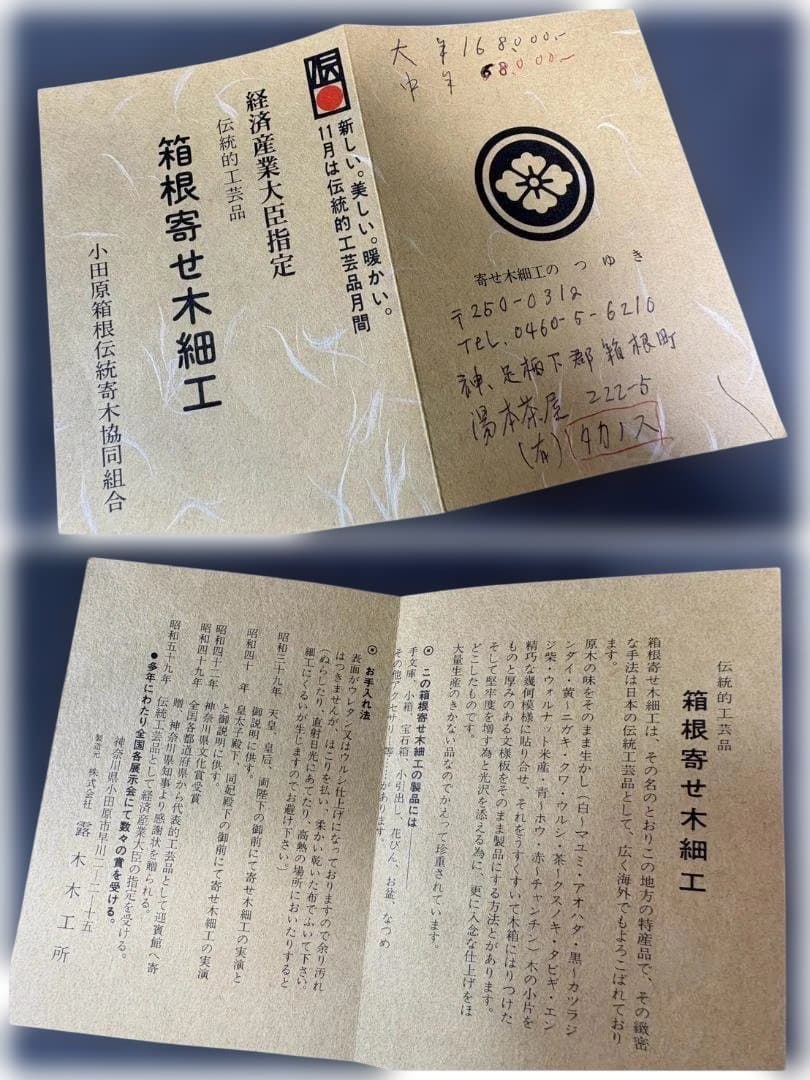 大 羊 168,000.-
中 羊 68,000.-
寄せ木細工の つゆき
〒250-0312
TEL. 0460-5-6210
神、足柄下郡箱根町
湯本茶屋 222-5
(有)タカノス
伝
新しい。美しい。暖かい。
11月は伝統的工芸品月間
経済産業大臣指定
伝統的工芸品
箱根寄せ木細工
小田原箱根伝統寄木協同組合
伝統的工芸品
箱根寄せ木細工
箱根寄せ木細工は、その名のとおりこの地方の特産品で、その緻密
な手法は日本の伝統工芸品として、広く海外でもよろこばれており
ます。
原木の味をそのまま生かし(白～マユミ・アオハダ・黒～カツラジ
ンダイ・黄～ニガキ・クワ・ウルシ・茶～クスノキ・タビギ・エン
ジ柴・ウォルナット米産・青～ホウ・赤～チャンチン)木の小片を
精巧な幾何模様に貼り合せ、それをうすくすいて木箱にはりつけた
ものと厚みのある文様板をそのまま製品にする方法とがあります。
そして堅牢度を増す為と光沢を添える為に、更に入念な仕上げをほ
どこしたものです。
大量生産のきかない品なのでかえって珍重されています。
◎ この箱根寄せ木細工の製品には
手文庫、小箱、宝石箱、小引出し、花びん、お盆、なつめ
その他アクセサリー等……があります。
◎ お手入れ法
表面がウレタン又はウルシ仕上げになっておりますので余り汚れ
はつきませんが、ほこりを払い、柔かい乾いた布でふいて下さい。
(ぬらしたり、直射日光にあてたり、高熱の場所においたりすると
細工にくるいが生じますのでお避け下さい。)
昭和三十九年 天皇、皇后、両陛下の御前にて寄せ木細工の実演と
御説明に供す。
昭和四十 年 皇太子殿下、同妃殿下の御前にて寄せ木細工の実演
と御説明に供す。
昭和四十二年 神奈川県文化賞受賞
昭和四十九年 全国各都道府県から代表的工芸品として迎賓館へ寄
贈、神奈川県知事より感謝状を贈られる。
昭和五十九年 伝統工芸品として経済産業大臣の指定を受ける。
●多年にわたり全国各展示会にて数々の賞を受ける。
神奈川県小田原市早川二-二-十五
製造元 株式会社 露木木工所